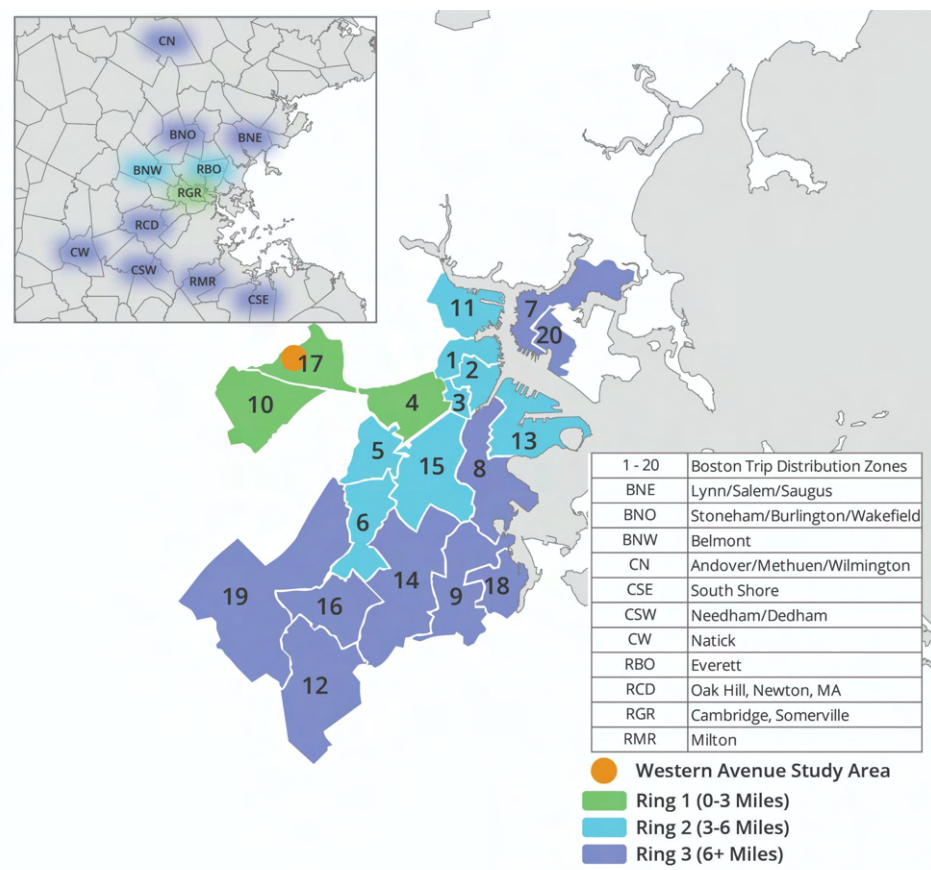 CN
BNO
BNE
BNW
RBO
RGR
RCD
CW
CSW
RMR
CSE
11
7
20
1
2
17
3
10
4
13
5
15
8
6
14
19
16
9
18
12
1 - 20 Boston Trip Distribution Zones
BNE Lynn/Salem/Saugus
BNO Stoneham/Burlington/Wakefield
BNW Belmont
CN Andover/Methuen/Wilmington
CSE South Shore
CSW Needham/Dedham
CW Natick
RBO Everett
RCD Oak Hill, Newton, MA
RGR Cambridge, Somerville
RMR Milton
Western Avenue Study Area
Ring 1 (0-3 Miles)
Ring 2 (3-6 Miles)
Ring 3 (6+ Miles)